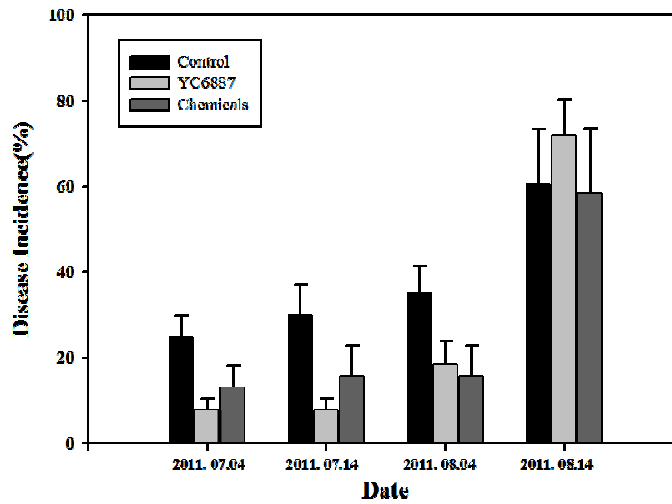 Disease Incidence(%)
100
80
60
40
20
0
Control
YC6887
Chemicals
2011. 07.04
2011. 07.14
2011. 08.04
2011. 08.14
Date